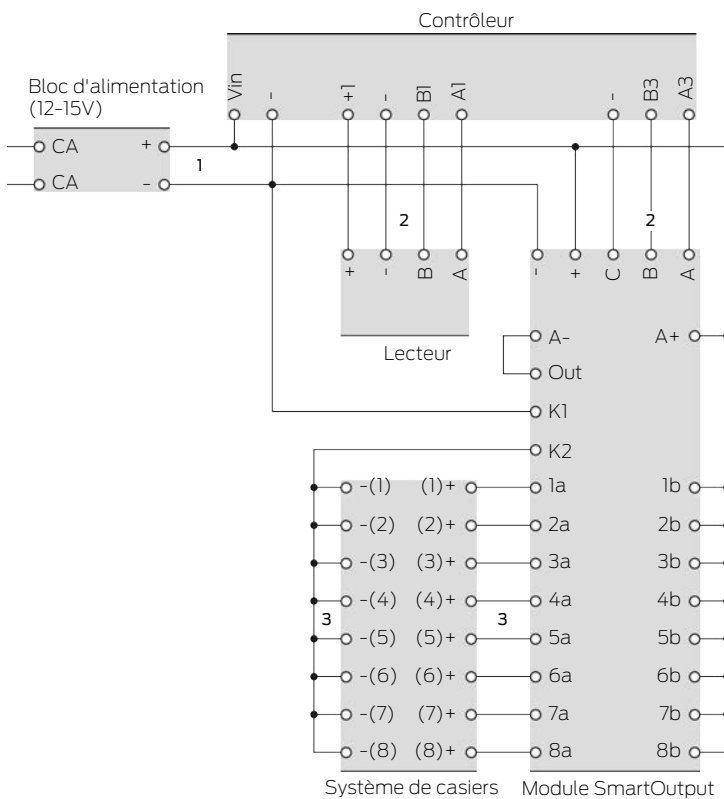 Contrôleur
Vin - +1 - B1 A1 - B3 A3
Bloc d'alimentation
(12-15V)
CA +
CA -
1
2
2
+ - B A
- + C B A
Lecteur
A- A+
Out
K1
K2
-(1) (1)+ 1a 1b
-(2) (2)+ 2a 2b
-(3) (3)+ 3a 3b
-(4) (4)+ 4a 4b
3 3
-(5) (5)+ 5a 5b
-(6) (6)+ 6a 6b
-(7) (7)+ 7a 7b
-(8) (8)+ 8a 8b
Système de casiers
Module SmartOutput